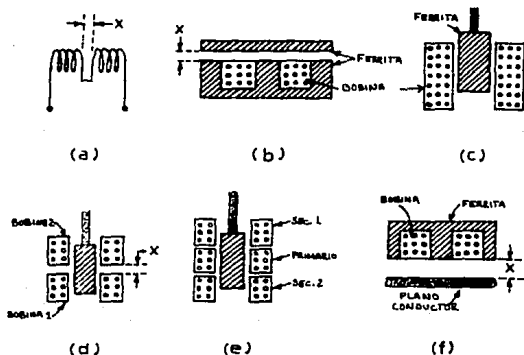 X
(a)
X
FERRITA
BOBINA
(b)
FERRITA
(c)
BOBINA 2
X
BOBINA 1
(d)
SEC. 1
PRIMARIO
SEC. 2
(e)
BOBINA
FERRITA
X
PLANO
CONDUCTOR
(f)